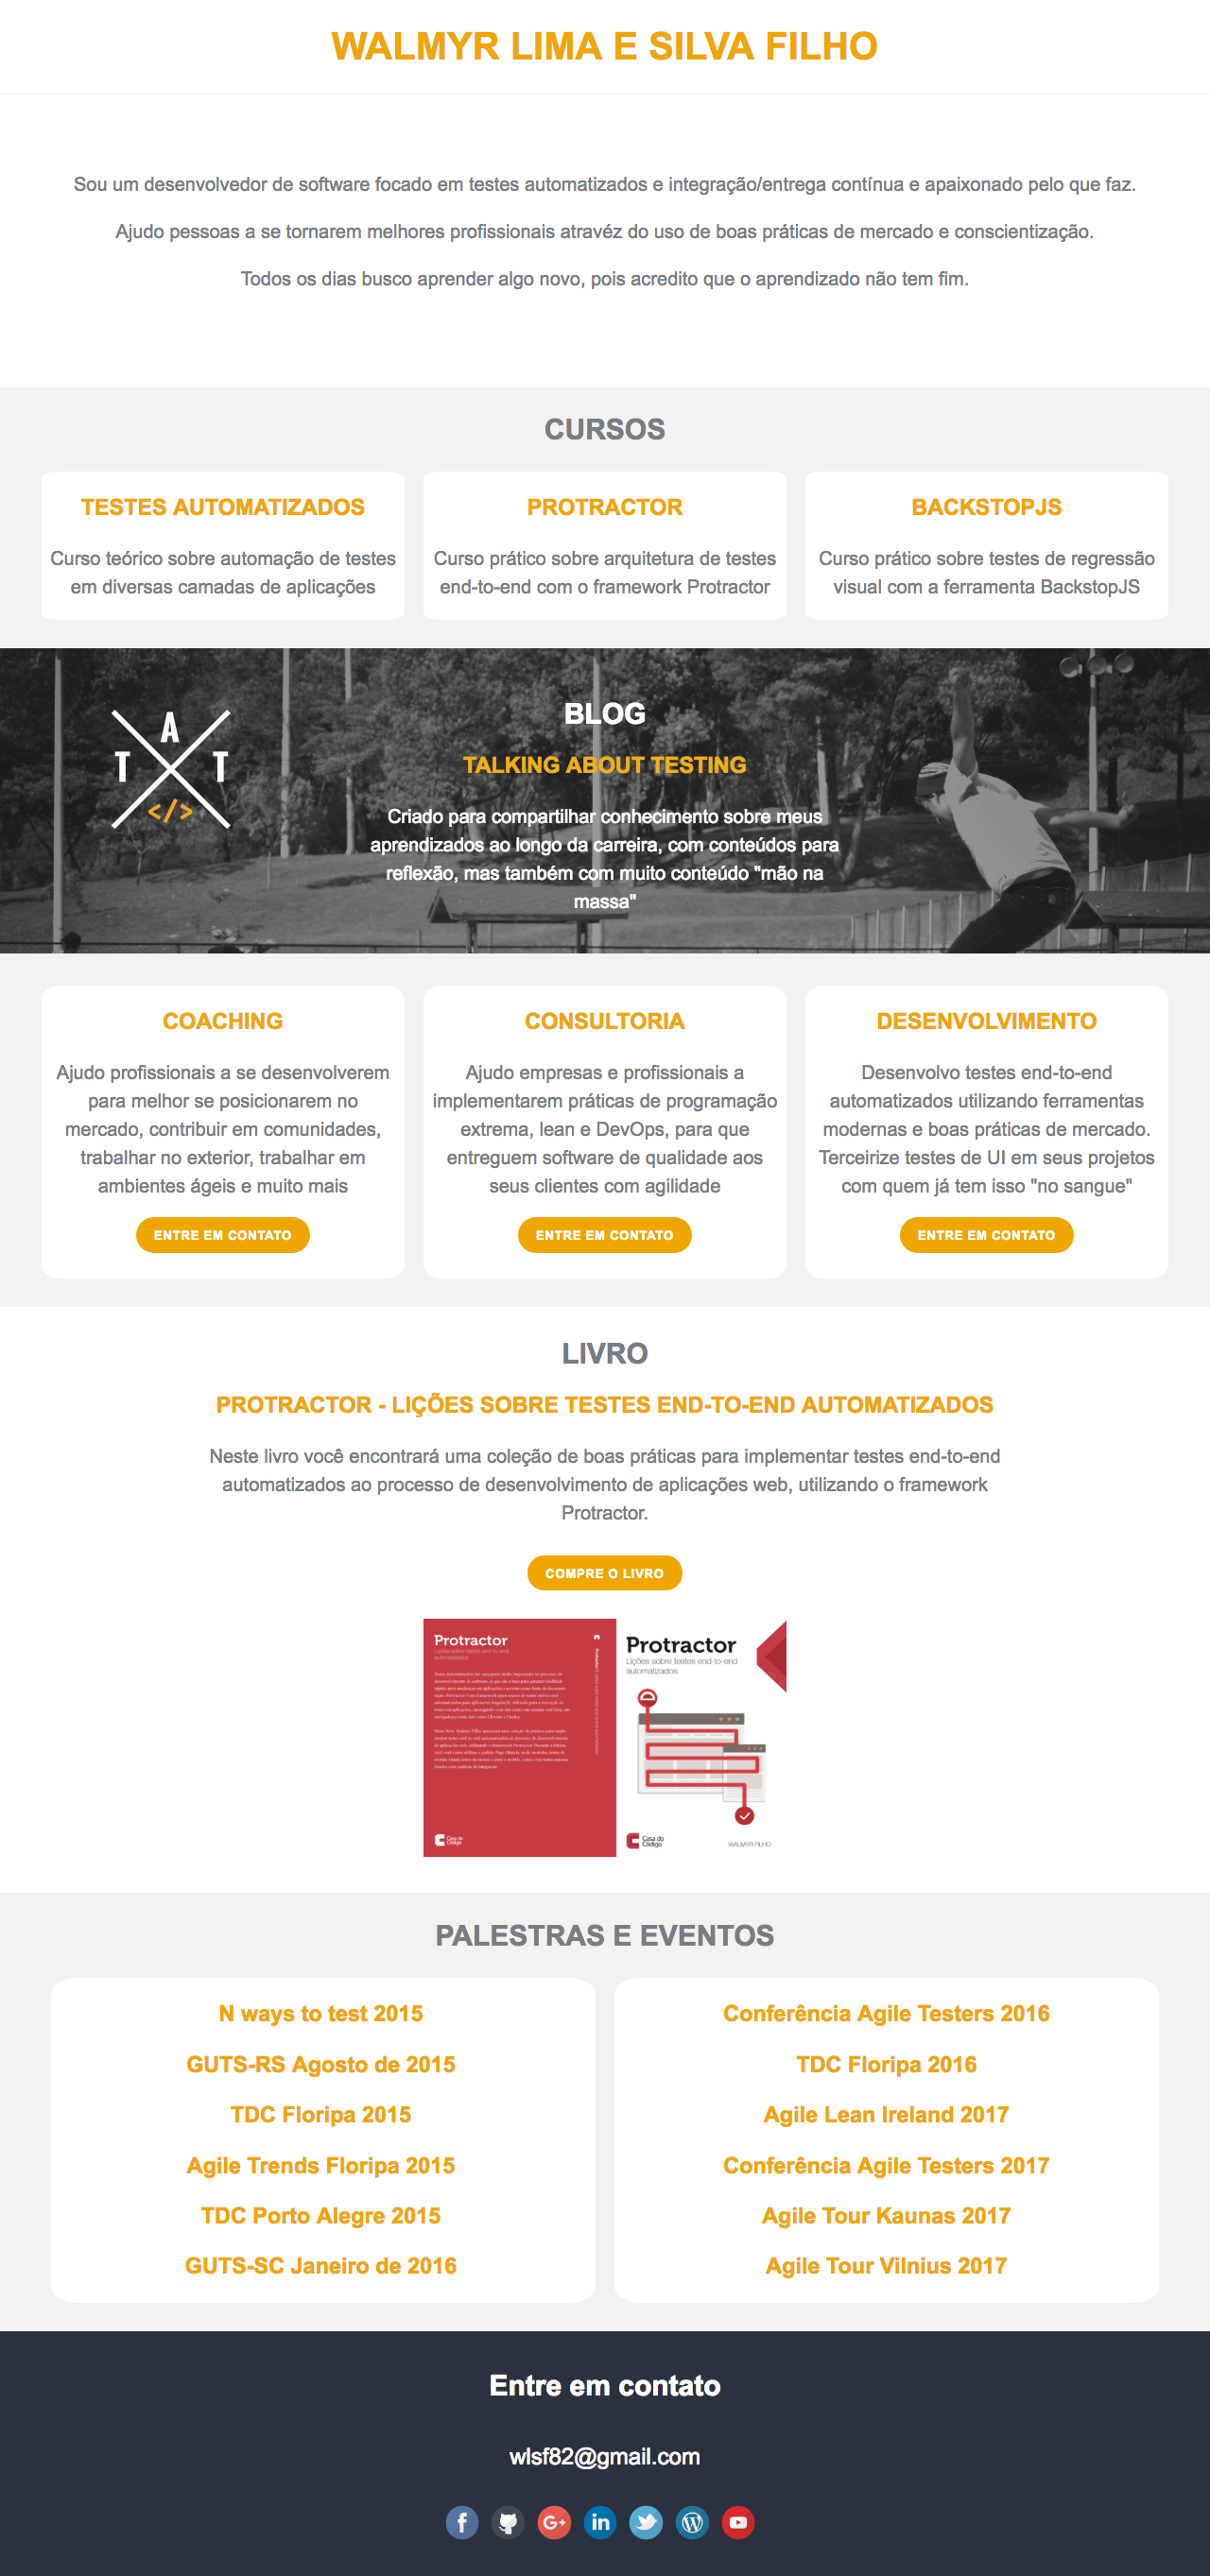 WALMYR LIMA E SILVA FILHO
Sou um desenvolvedor de software focado em testes automatizados e integração/entrega contínua e apaixonado pelo que faz.
Ajudo pessoas a se tornarem melhores profissionais atravéz do uso de boas práticas de mercado e conscientização.
Todos os dias busco aprender algo novo, pois acredito que o aprendizado não tem fim.
CURSOS
TESTES AUTOMATIZADOS
Curso teórico sobre automação de testes
em diversas camadas de aplicações
PROTRACTOR
Curso prático sobre arquitetura de testes
end-to-end com o framework Protractor
BACKSTOPJS
Curso prático sobre testes de regressão
visual com a ferramenta BackstopJS
T A T
</>
BLOG
TALKING ABOUT TESTING
Criado para compartilhar conhecimento sobre meus
aprendizados ao longo da carreira, com conteúdos para
reflexão, mas também com muito conteúdo "mão na
massa"
COACHING
Ajudo profissionais a se desenvolverem
para melhor se posicionarem no
mercado, contribuir em comunidades,
trabalhar no exterior, trabalhar em
ambientes ágeis e muito mais
ENTRE EM CONTATO
CONSULTORIA
Ajudo empresas e profissionais a
implementarem práticas de programação
extrema, lean e DevOps, para que
entreguem software de qualidade aos
seus clientes com agilidade
ENTRE EM CONTATO
DESENVOLVIMENTO
Desenvolvo testes end-to-end
automatizados utilizando ferramentas
modernas e boas práticas de mercado.
Terceirize testes de UI em seus projetos
com quem já tem isso "no sangue"
ENTRE EM CONTATO
LIVRO
PROTRACTOR - LIÇÕES SOBRE TESTES END-TO-END AUTOMATIZADOS
Neste livro você encontrará uma coleção de boas práticas para implementar testes end-to-end
automatizados ao processo de desenvolvimento de aplicações web, utilizando o framework
Protractor.
COMPRE O LIVRO
Protractor
Lições sobre testes end-to-end
automatizados
Casa do
Código
Protractor
Lições sobre testes end-to-end
automatizados
Casa do
Código
WALMYR FILHO
PALESTRAS E EVENTOS
N ways to test 2015
GUTS-RS Agosto de 2015
TDC Floripa 2015
Agile Trends Floripa 2015
TDC Porto Alegre 2015
GUTS-SC Janeiro de 2016
Conferência Agile Testers 2016
TDC Floripa 2016
Agile Lean Ireland 2017
Conferência Agile Testers 2017
Agile Tour Kaunas 2017
Agile Tour Vilnius 2017
Entre em contato
wlsf82@gmail.com